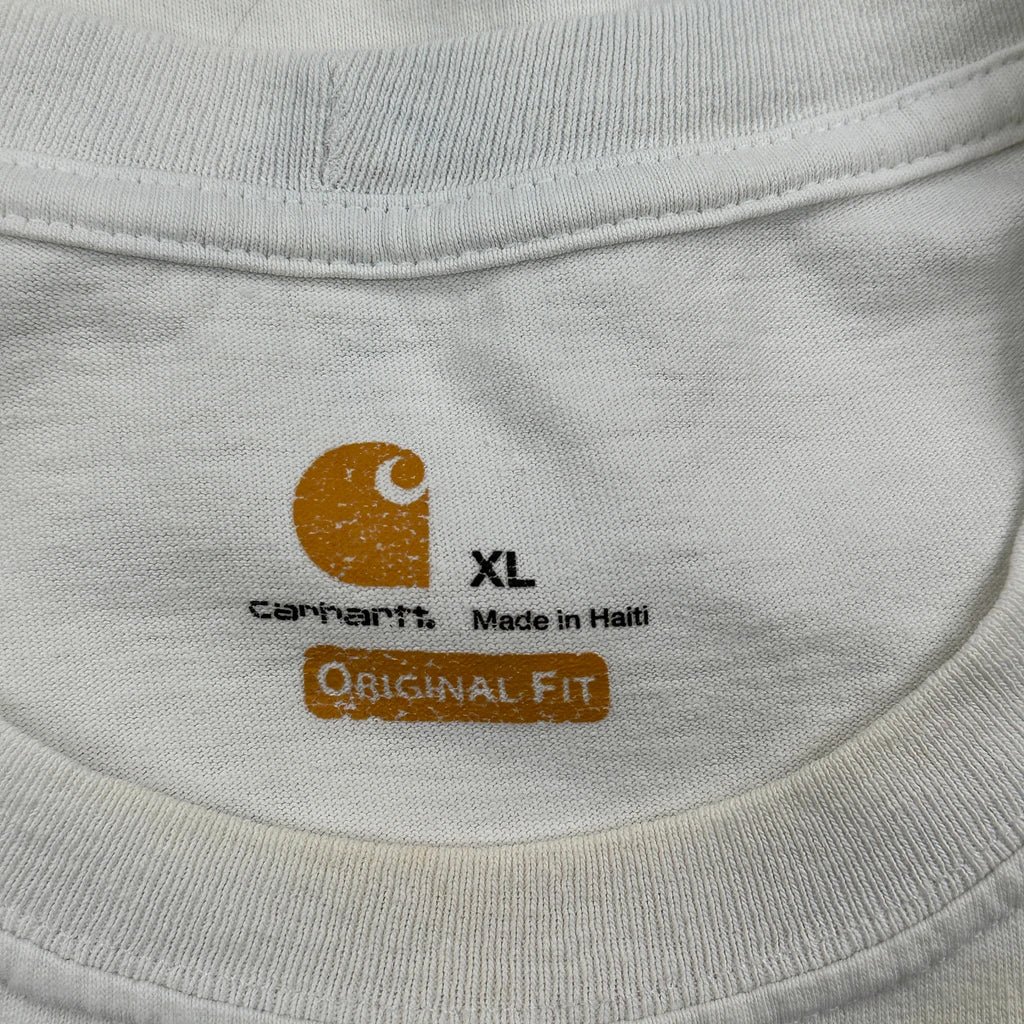 XL
carhartt.
Made in Haiti
ORIGINAL FIT